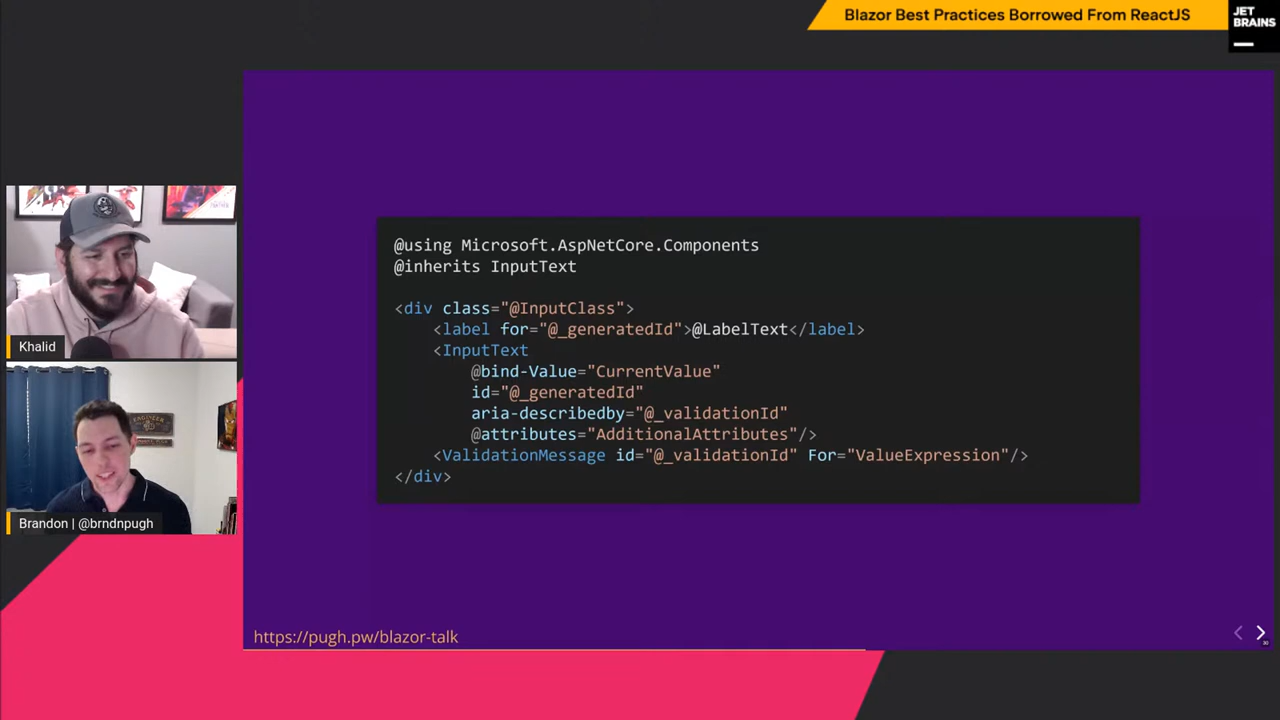 Blazor Best Practices Borrowed From ReactJS
JET
BRAINS
@using Microsoft.AspNetCore.Components
@inherits InputText
<div class="@InputClass">
<label for="@_generatedId">@LabelText</label>
<InputText
@bind-Value="CurrentValue"
id="@_generatedId"
aria-describedby="@_validationId"
@attributes="AdditionalAttributes"/>
<ValidationMessage id="@_validationId" For="ValueExpression"/>
</div>
Khalid
Brandon | @brndnpugh
https://pugh.pw/blazor-talk